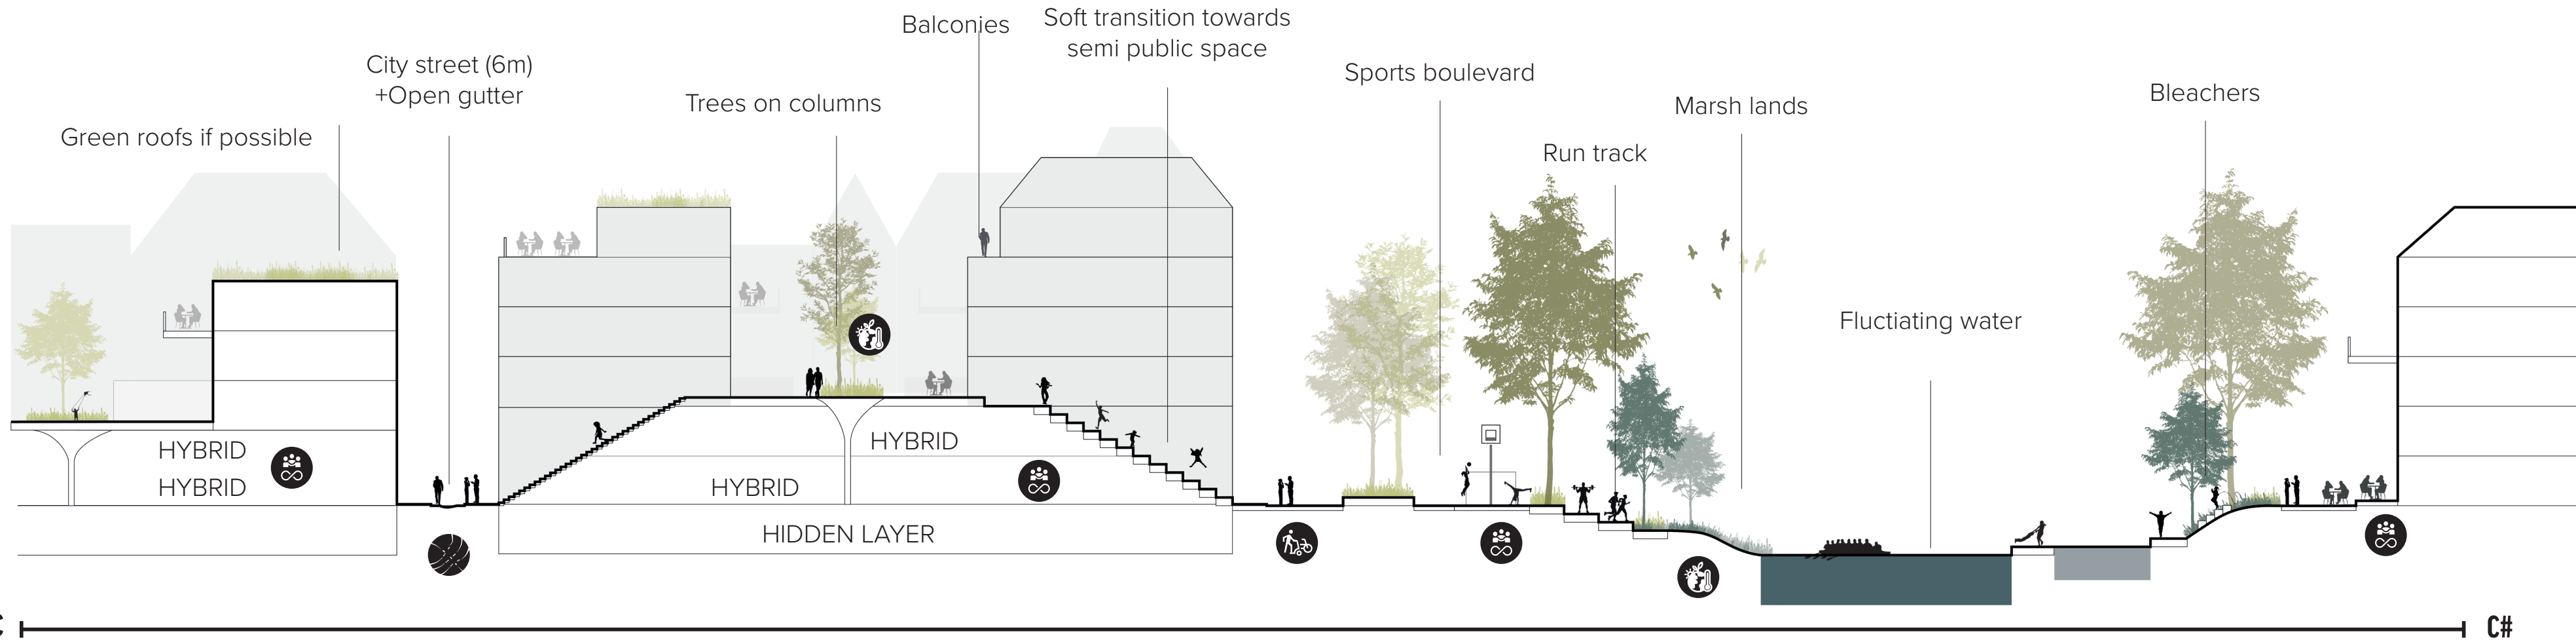 Balconies
Soft transition towards
semi public space
City street (6m)
+Open gutter
Sports boulevard
Bleachers
Trees on columns
Marsh lands
Green roofs if possible
Run track
Fluctiating water
HYBRID
HYBRID
HYBRID
HYBRID
HIDDEN LAYER
C#